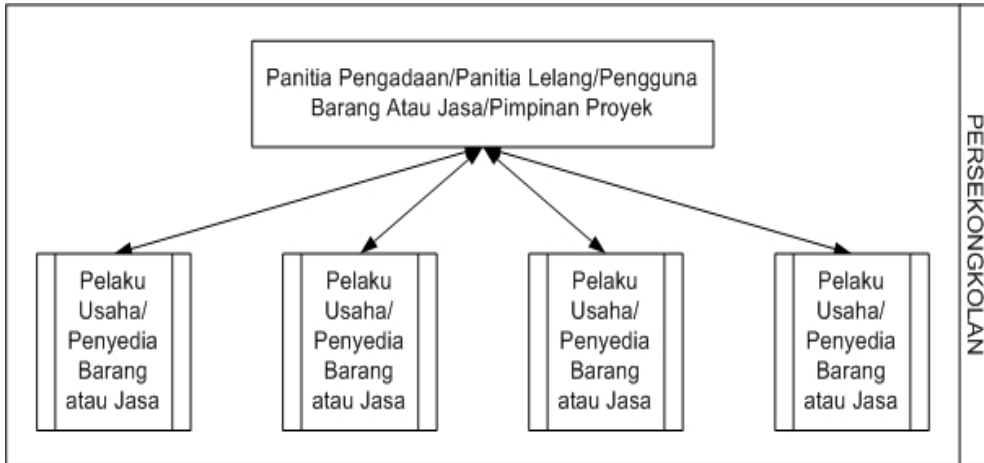 Panitia Pengadaan/Panitia Lelang/Pengguna
Barang Atau Jasa/Pimpinan Proyek
Pelaku
Usaha/
Penyedia
Barang
atau Jasa
Pelaku
Usaha/
Penyedia
Barang
atau Jasa
Pelaku
Usaha/
Penyedia
Barang
atau Jasa
Pelaku
Usaha/
Penyedia
Barang
atau Jasa
PERSEKONGKOLAN